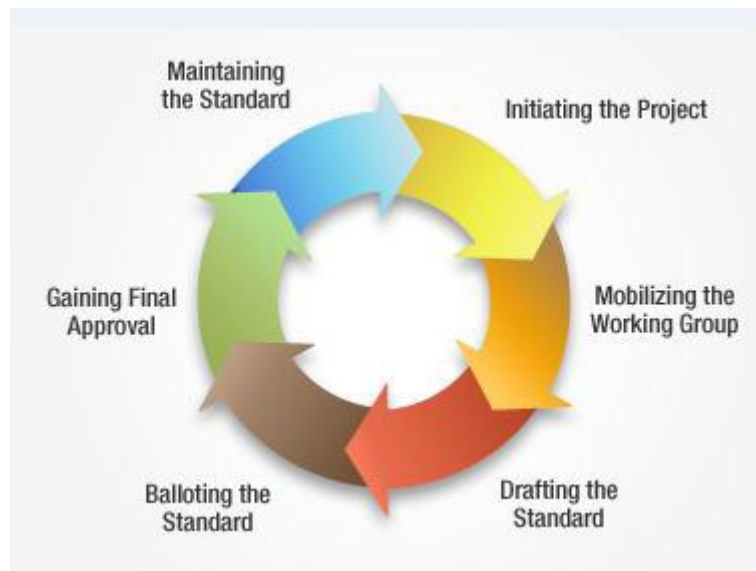 Maintaining
the Standard
Initiating the Project
Mobilizing the
Working Group
Drafting the
Standard
Balloting the
Standard
Gaining Final
Approval